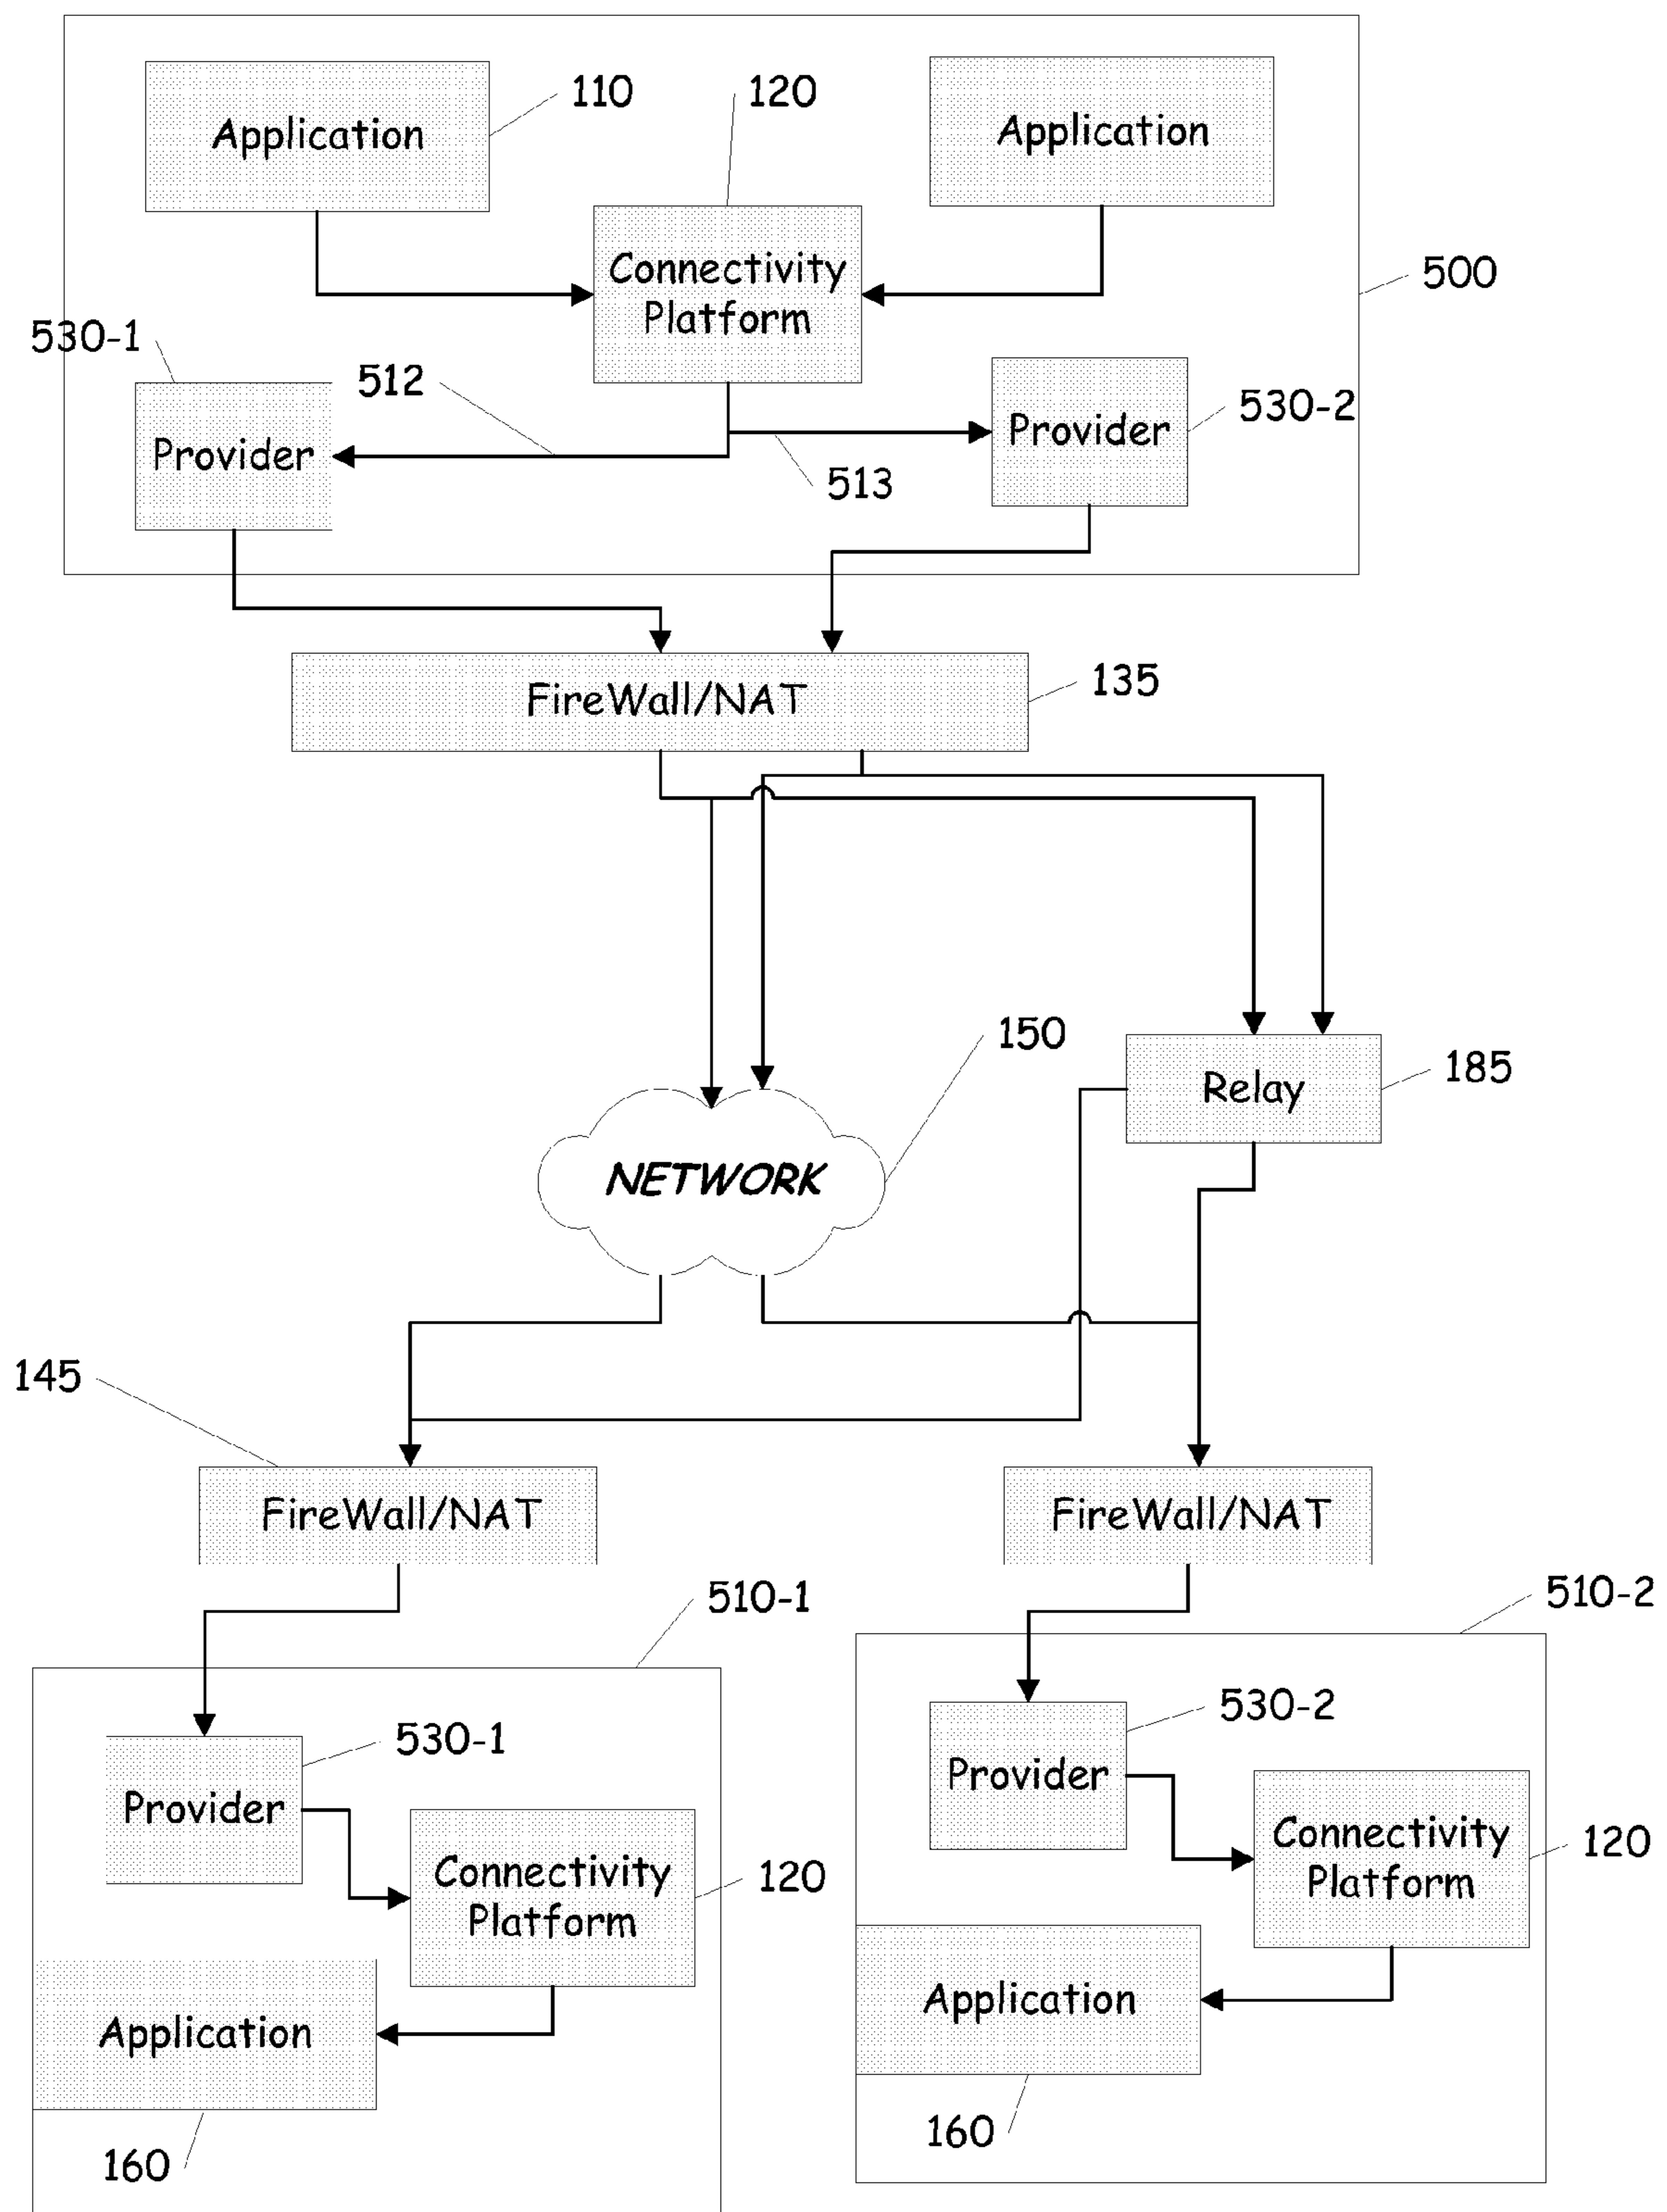 110
120
Application
Application
Connectivity
Platform
500
530-1
512
530-2
Provider
Provider
513
FireWall/NAT
135
150
Relay
185
NETWORK
145
FireWall/NAT
FireWall/NAT
510-1
510-2
530-1
530-2
Provider
Provider
Connectivity
Platform
120
Connectivity
Platform
120
Application
Application
160
160